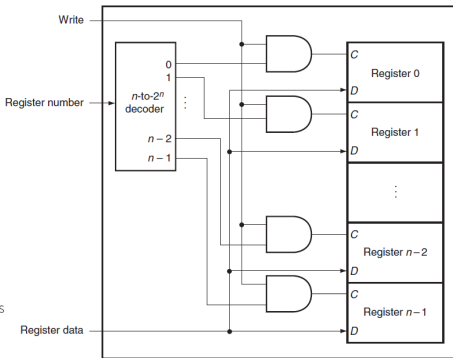 Write
0
1
n-to-2ⁿ
decoder
⋮
n – 2
n – 1
Register number
C
Register 0
D
C
Register 1
D
⋮
C
Register n – 2
D
C
Register n – 1
D
s
Register data